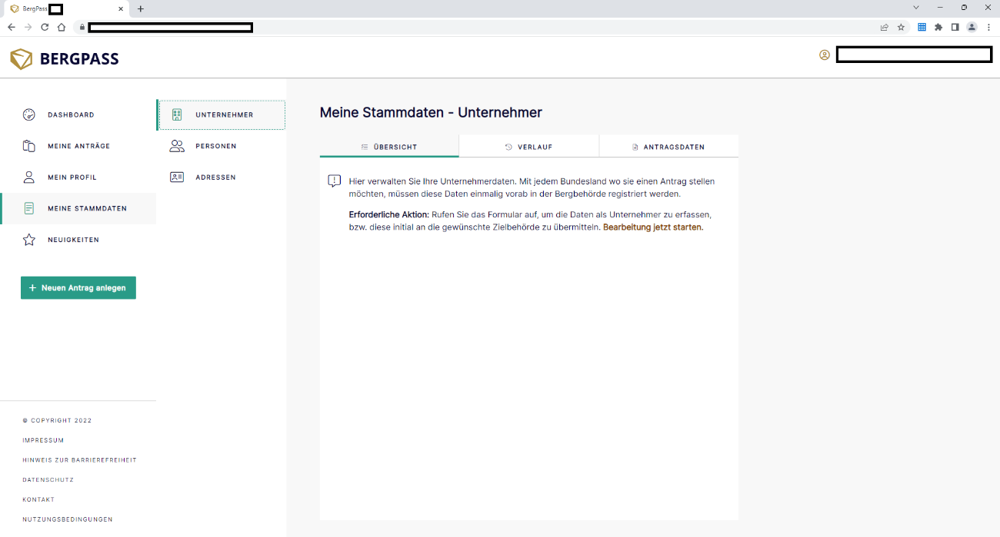 BergPass
BERGPASS
DASHBOARD
MEINE ANTRÄGE
MEIN PROFIL
MEINE STAMMDATEN
NEUIGKEITEN
+ Neuen Antrag anlegen
UNTERNEHMER
PERSONEN
ADRESSEN
Meine Stammdaten - Unternehmer
ÜBERSICHT
VERLAUF
ANTRAGSDATEN
Hier verwalten Sie Ihre Unternehmerdaten. Mit jedem Bundesland wo sie einen Antrag stellen
möchten, müssen diese Daten einmalig vorab in der Bergbehörde registriert werden.
Erforderliche Aktion: Rufen Sie das Formular auf, um die Daten als Unternehmer zu erfassen,
bzw. diese initial an die gewünschte Zielbehörde zu übermitteln. Bearbeitung jetzt starten.
© COPYRIGHT 2022
IMPRESSUM
HINWEIS ZUR BARRIEREFREIHEIT
DATENSCHUTZ
KONTAKT
NUTZUNGSBEDINGUNGEN